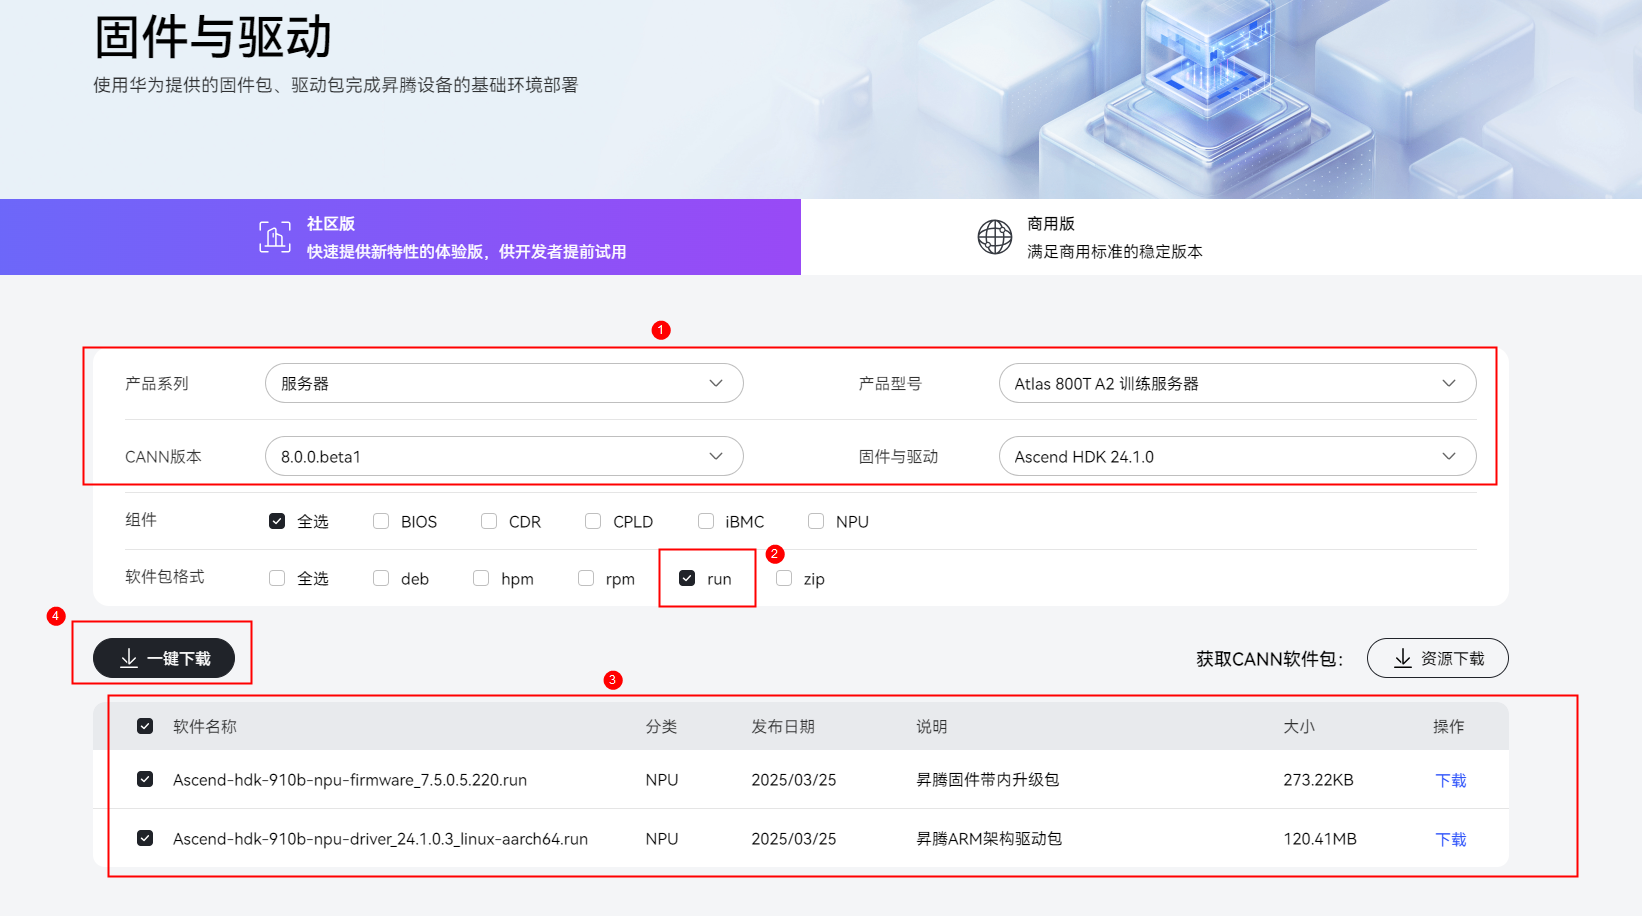 固件与驱动
使用华为提供的固件包、驱动包完成昇腾设备的基础环境部署
社区版
快速提供新特性的体验版，供开发者提前试用
商用版
满足商用标准的稳定版本
1
产品系列 服务器 产品型号 Atlas 800T A2 训练服务器
CANN版本 8.0.0.beta1 固件与驱动 Ascend HDK 24.1.0
组件 全选 BIOS CDR CPLD iBMC NPU
2
软件包格式 全选 deb hpm rpm run zip
4
一键下载 获取CANN软件包： 资源下载
3
软件名称 分类 发布日期 说明 大小 操作
Ascend-hdk-910b-npu-firmware_7.5.0.5.220.run NPU 2025/03/25 昇腾固件带内升级包 273.22KB 下载
Ascend-hdk-910b-npu-driver_24.1.0.3_linux-aarch64.run NPU 2025/03/25 昇腾ARM架构驱动包 120.41MB 下载